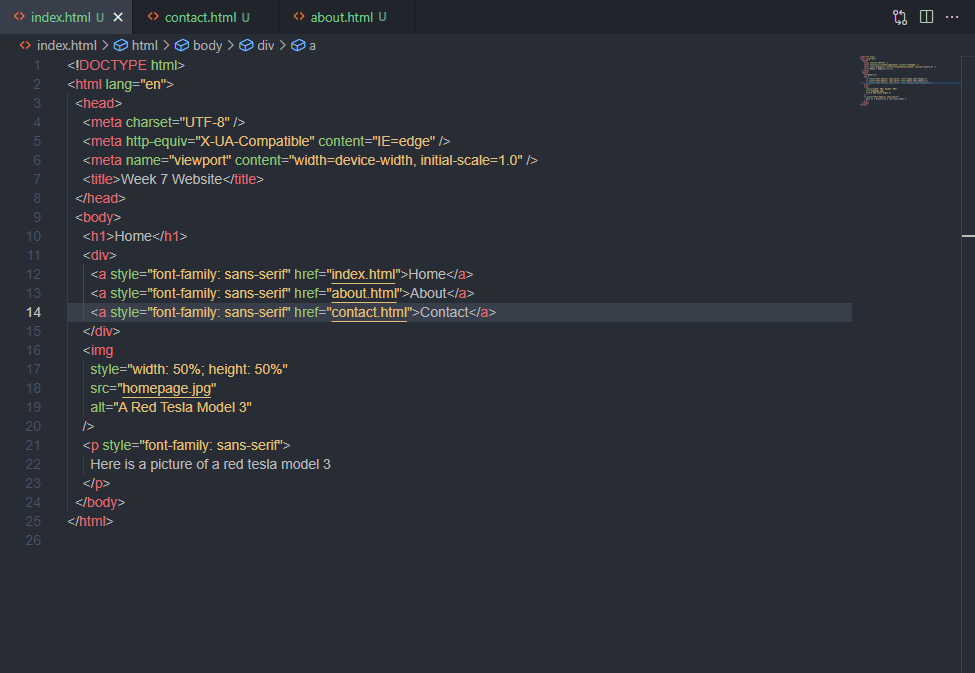 index.html U
contact.html U
about.html U
index.html > html > body > div > a
1 <!DOCTYPE html>
2 <html lang="en">
3 <head>
4 <meta charset="UTF-8" />
5 <meta http-equiv="X-UA-Compatible" content="IE=edge" />
6 <meta name="viewport" content="width=device-width, initial-scale=1.0" />
7 <title>Week 7 Website</title>
8 </head>
9 <body>
10 <h1>Home</h1>
11 <div>
12 <a style="font-family: sans-serif" href="index.html">Home</a>
13 <a style="font-family: sans-serif" href="about.html">About</a>
14 <a style="font-family: sans-serif" href="contact.html">Contact</a>
15 </div>
16 <img
17 style="width: 50%; height: 50%"
18 src="homepage.jpg"
19 alt="A Red Tesla Model 3"
20 />
21 <p style="font-family: sans-serif">
22 Here is a picture of a red tesla model 3
23 </p>
24 </body>
25 </html>
26